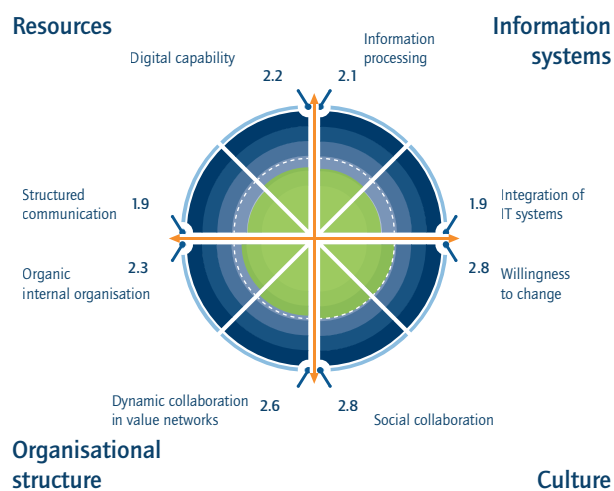 Resources
Information
systems
Digital capability
2.2
2.1
Information
processing
Structured
communication
1.9
1.9
Integration of
IT systems
Organic
internal organisation
2.3
2.8
Willingness
to change
Dynamic collaboration
in value networks
2.6
2.8
Social collaboration
Organisational
structure
Culture